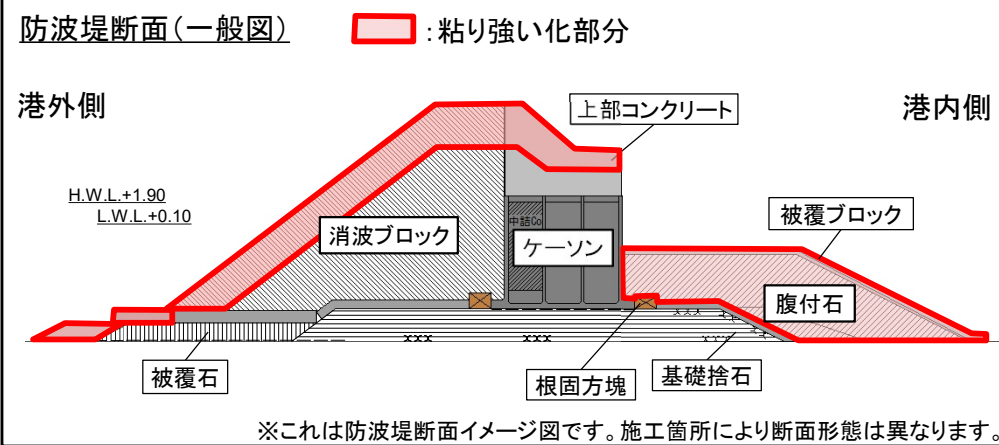 防波堤断面(一般図)
：粘り強い化部分
港外側
港内側
上部コンクリート
H.W.L.+1.90
L.W.L.+0.10
被覆ブロック
中詰Co
消波ブロック
ケーソン
腹付石
被覆石
根固方塊
基礎捨石
※これは防波堤断面イメージ図です。施工箇所により断面形態は異なります。